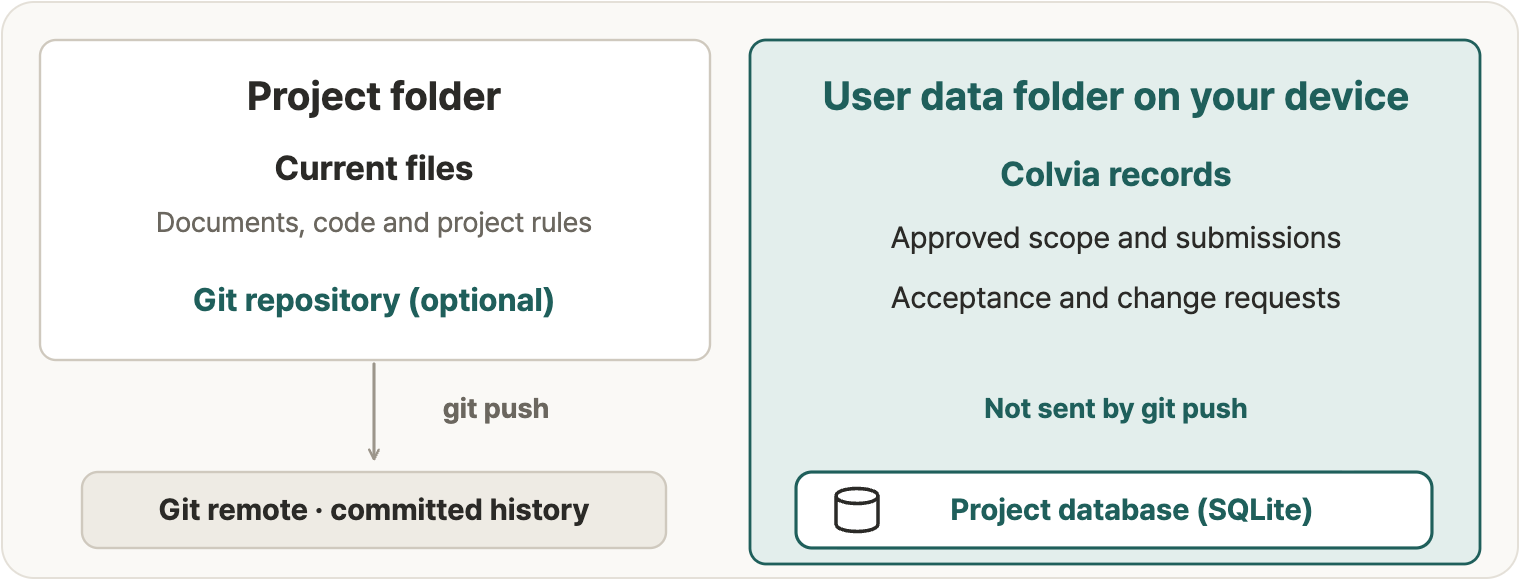 Project folder
Current files
Documents, code and project rules
Git repository (optional)
git push
Git remote · committed history
User data folder on your device
Colvia records
Approved scope and submissions
Acceptance and change requests
Not sent by git push
Project database (SQLite)